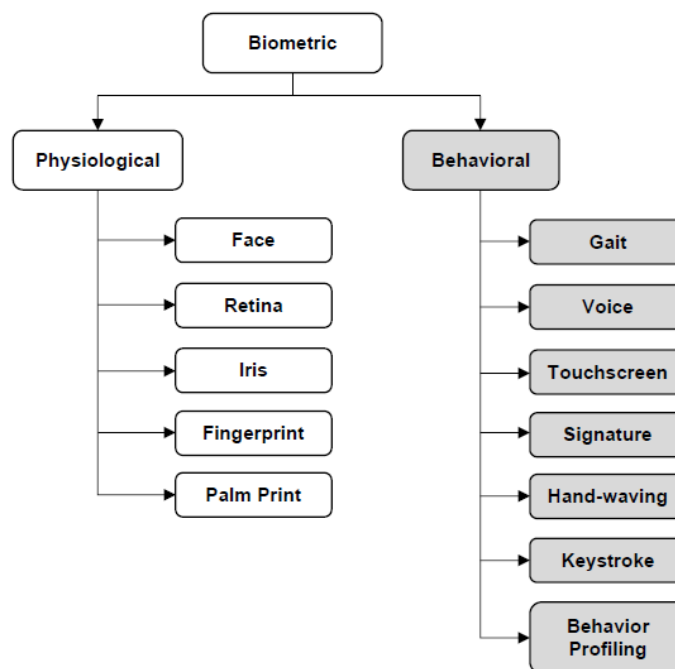 Biometric
Physiological
Behavioral
Face
Retina
Iris
Fingerprint
Palm Print
Gait
Voice
Touchscreen
Signature
Hand-waving
Keystroke
Behavior
Profiling